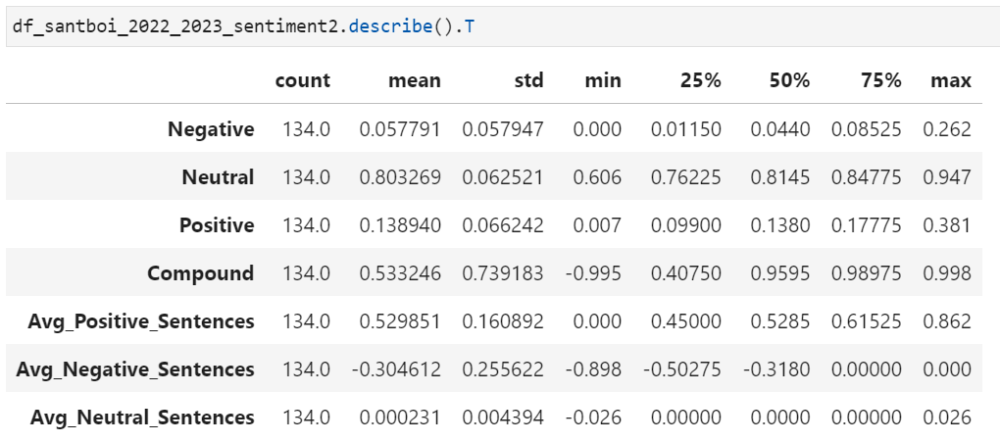 df_santboi_2022_2023_sentiment2.describe().T
count mean std min 25% 50% 75% max
Negative 134.0 0.057791 0.057947 0.000 0.01150 0.0440 0.08525 0.262
Neutral 134.0 0.803269 0.062521 0.606 0.76225 0.8145 0.84775 0.947
Positive 134.0 0.138940 0.066242 0.007 0.09900 0.1380 0.17775 0.381
Compound 134.0 0.533246 0.739183 -0.995 0.40750 0.9595 0.98975 0.998
Avg_Positive_Sentences 134.0 0.529851 0.160892 0.000 0.45000 0.5285 0.61525 0.862
Avg_Negative_Sentences 134.0 -0.304612 0.255622 -0.898 -0.50275 -0.3180 0.00000 0.000
Avg_Neutral_Sentences 134.0 0.000231 0.004394 -0.026 0.00000 0.0000 0.00000 0.026